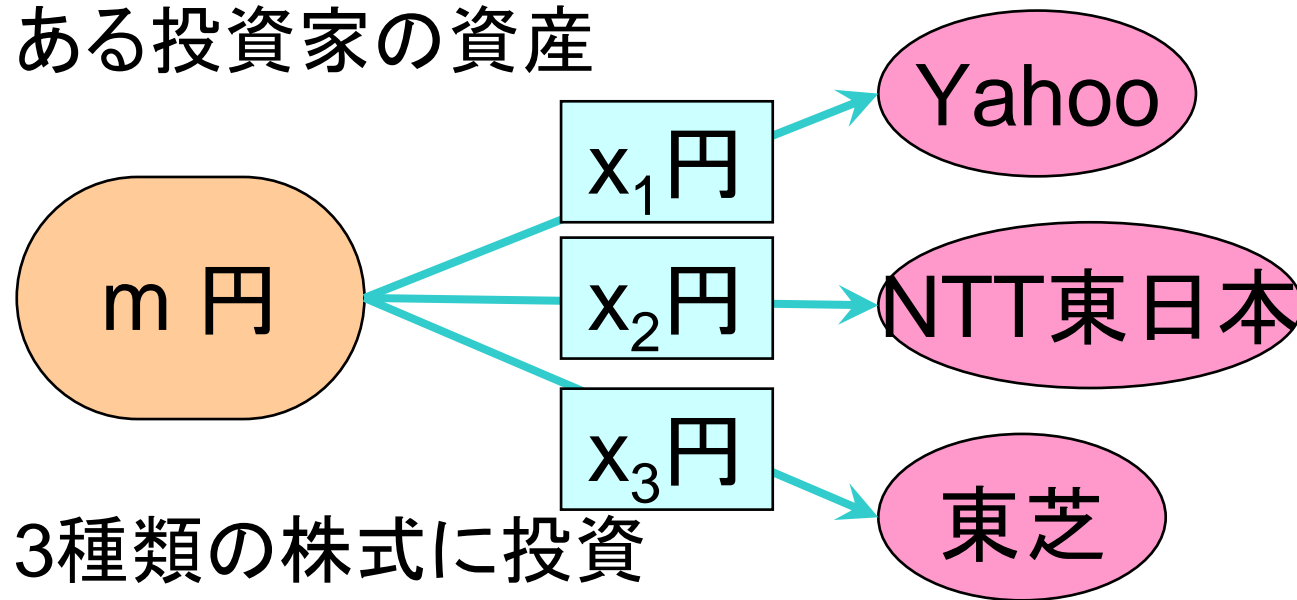 ある投資家の資産
m 円
x₁円
x₂円
x₃円
Yahoo
NTT東日本
東芝
3種類の株式に投資